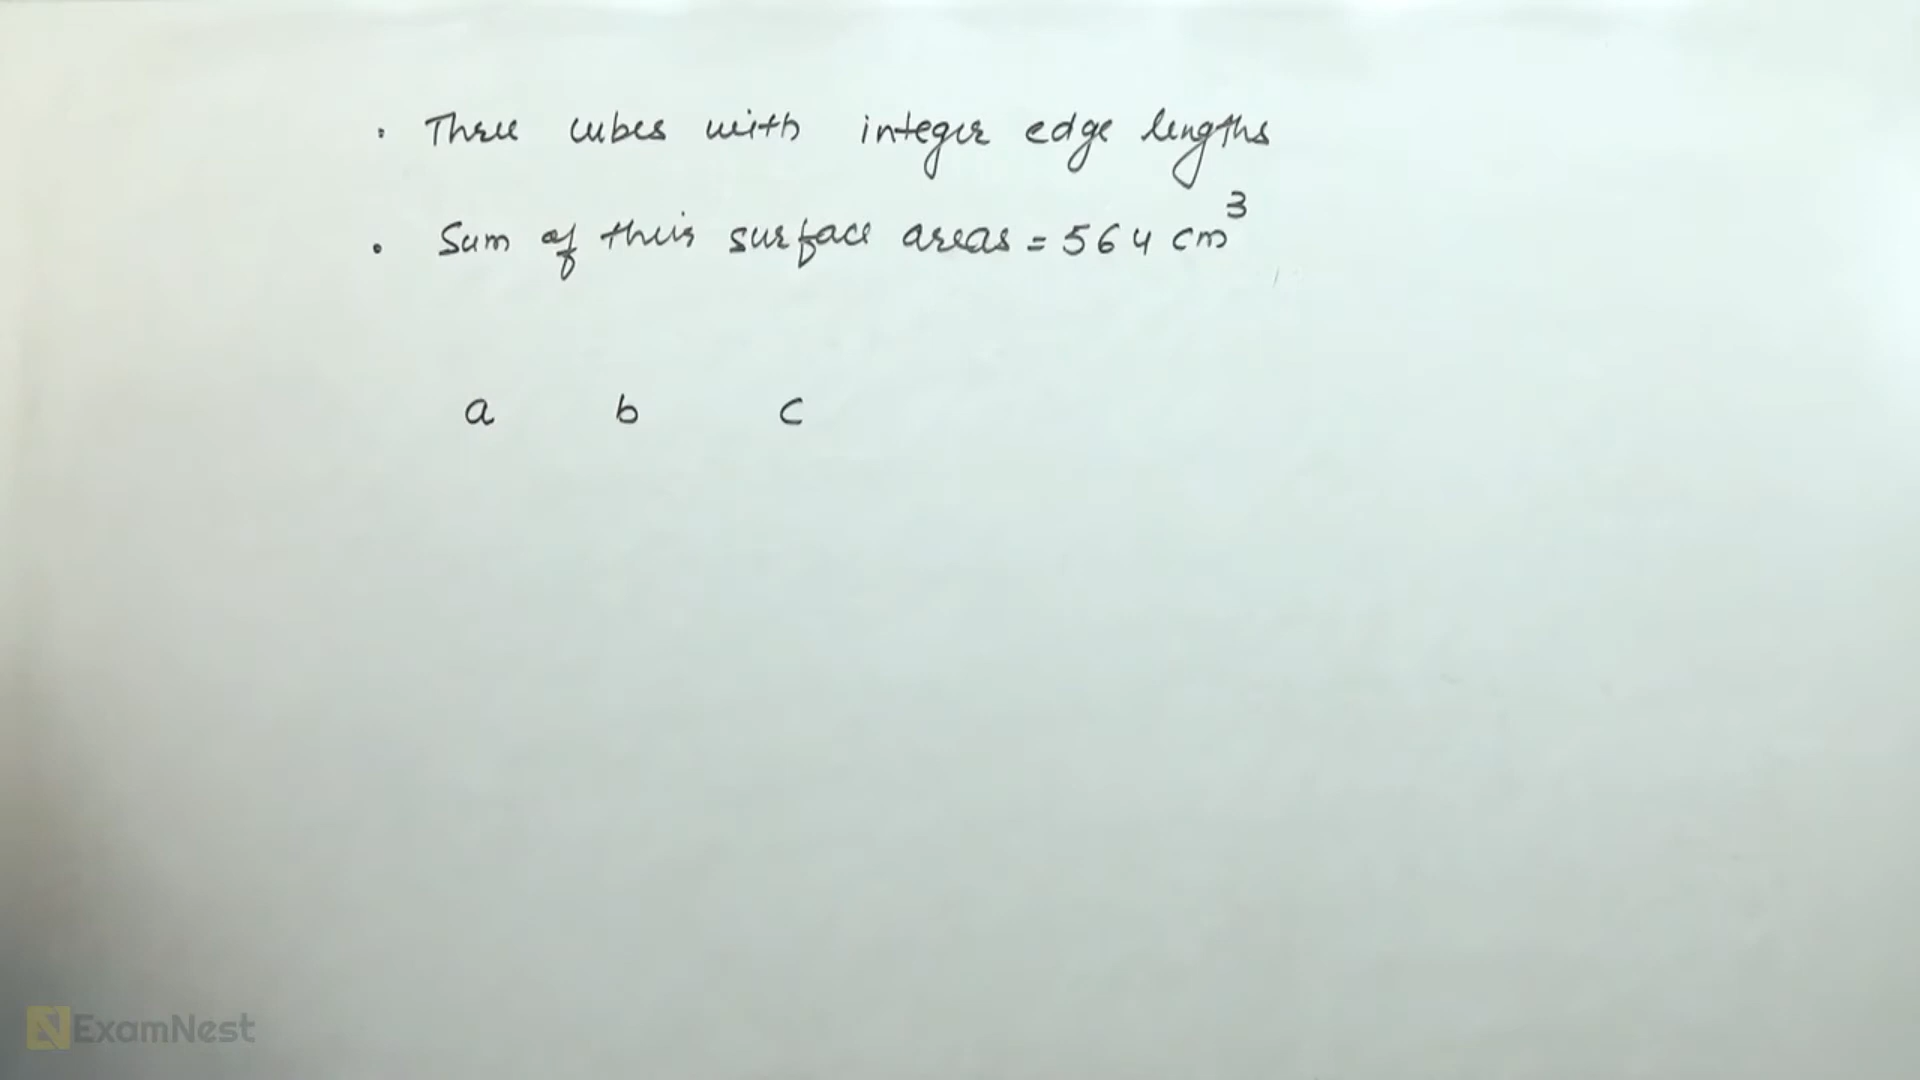 . Three cubes with integer edge lengths
. Sum of their surface areas = 564 cm³
a b c
ExamNest